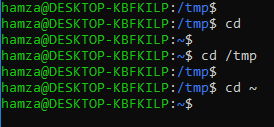 hamza@DESKTOP-KBFKILP:/tmp$
hamza@DESKTOP-KBFKILP:/tmp$ cd
hamza@DESKTOP-KBFKILP:~$
hamza@DESKTOP-KBFKILP:~$ cd /tmp
hamza@DESKTOP-KBFKILP:/tmp$
hamza@DESKTOP-KBFKILP:/tmp$ cd ~
hamza@DESKTOP-KBFKILP:~$